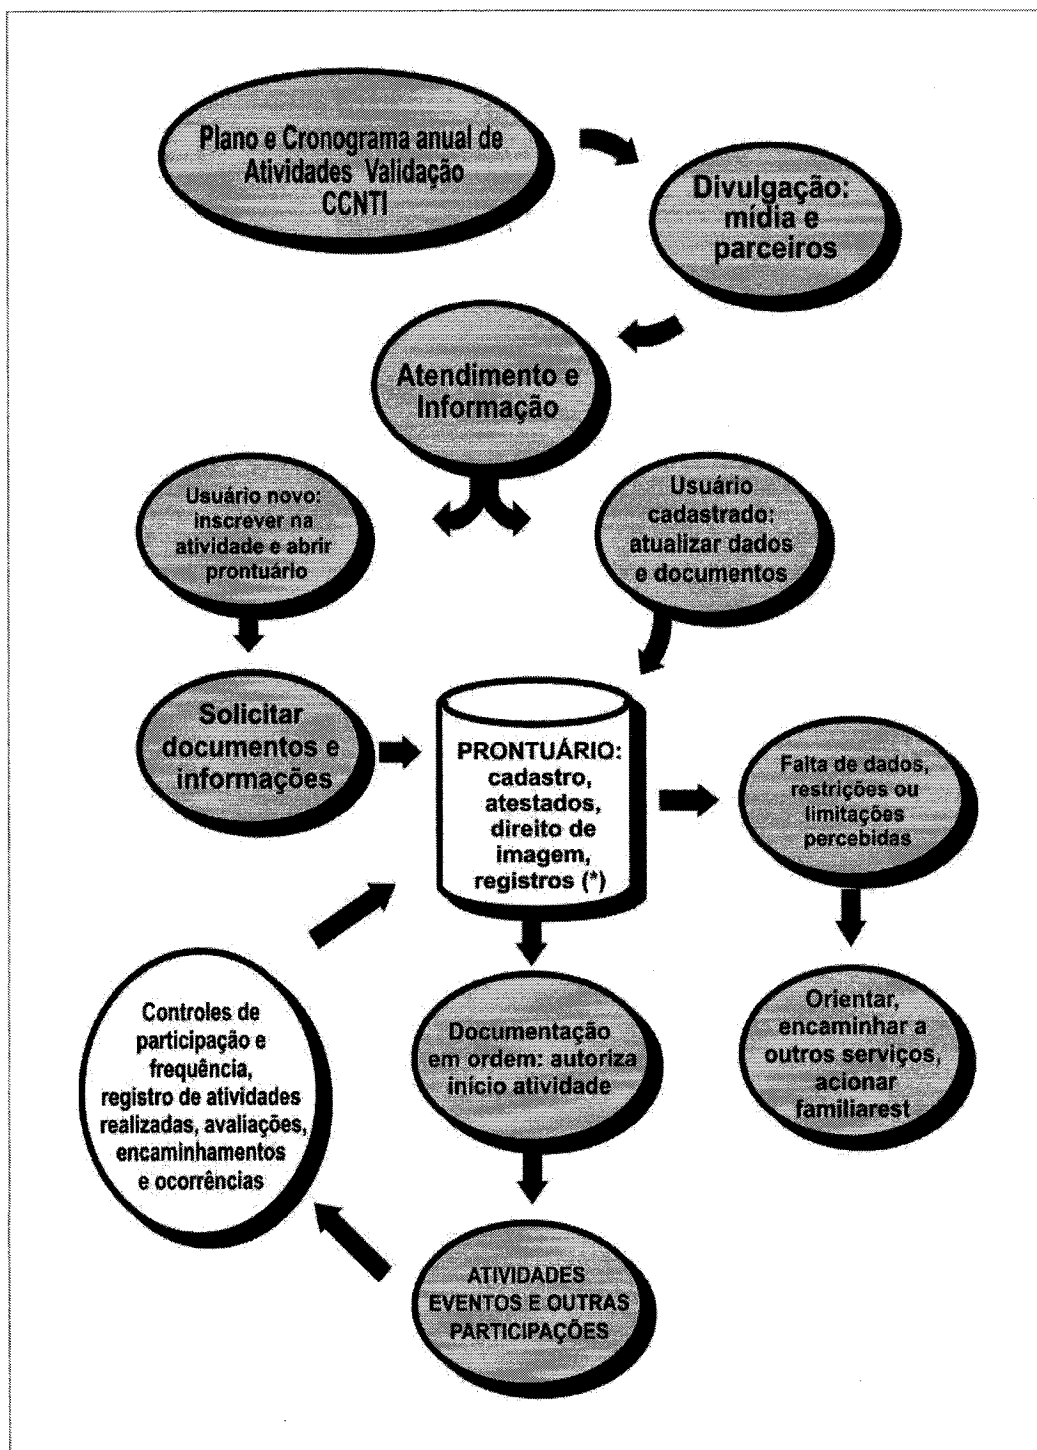 Plano e Cronograma anual de
Atividades Validação
CCNTI
Divulgação:
mídia e
parceiros
Atendimento e
Informação
Usuário novo:
inscrever na
atividade e abrir
prontuário
Usuário
cadastrado:
atualizar dados
e documentos
Solicitar
documentos e
informações
PRONTUÁRIO:
cadastro,
atestados,
direito de
imagem,
registros (*)
Falta de dados,
restrições ou
limitações
percebidas
Controles de
participação e
frequência,
registro de atividades
realizadas, avaliações,
encaminhamentos
e ocorrências
Documentação
em ordem: autoriza
início atividade
Orientar,
encaminhar a
outros serviços,
acionar
familiarest
ATIVIDADES
EVENTOS E OUTRAS
PARTICIPAÇÕES